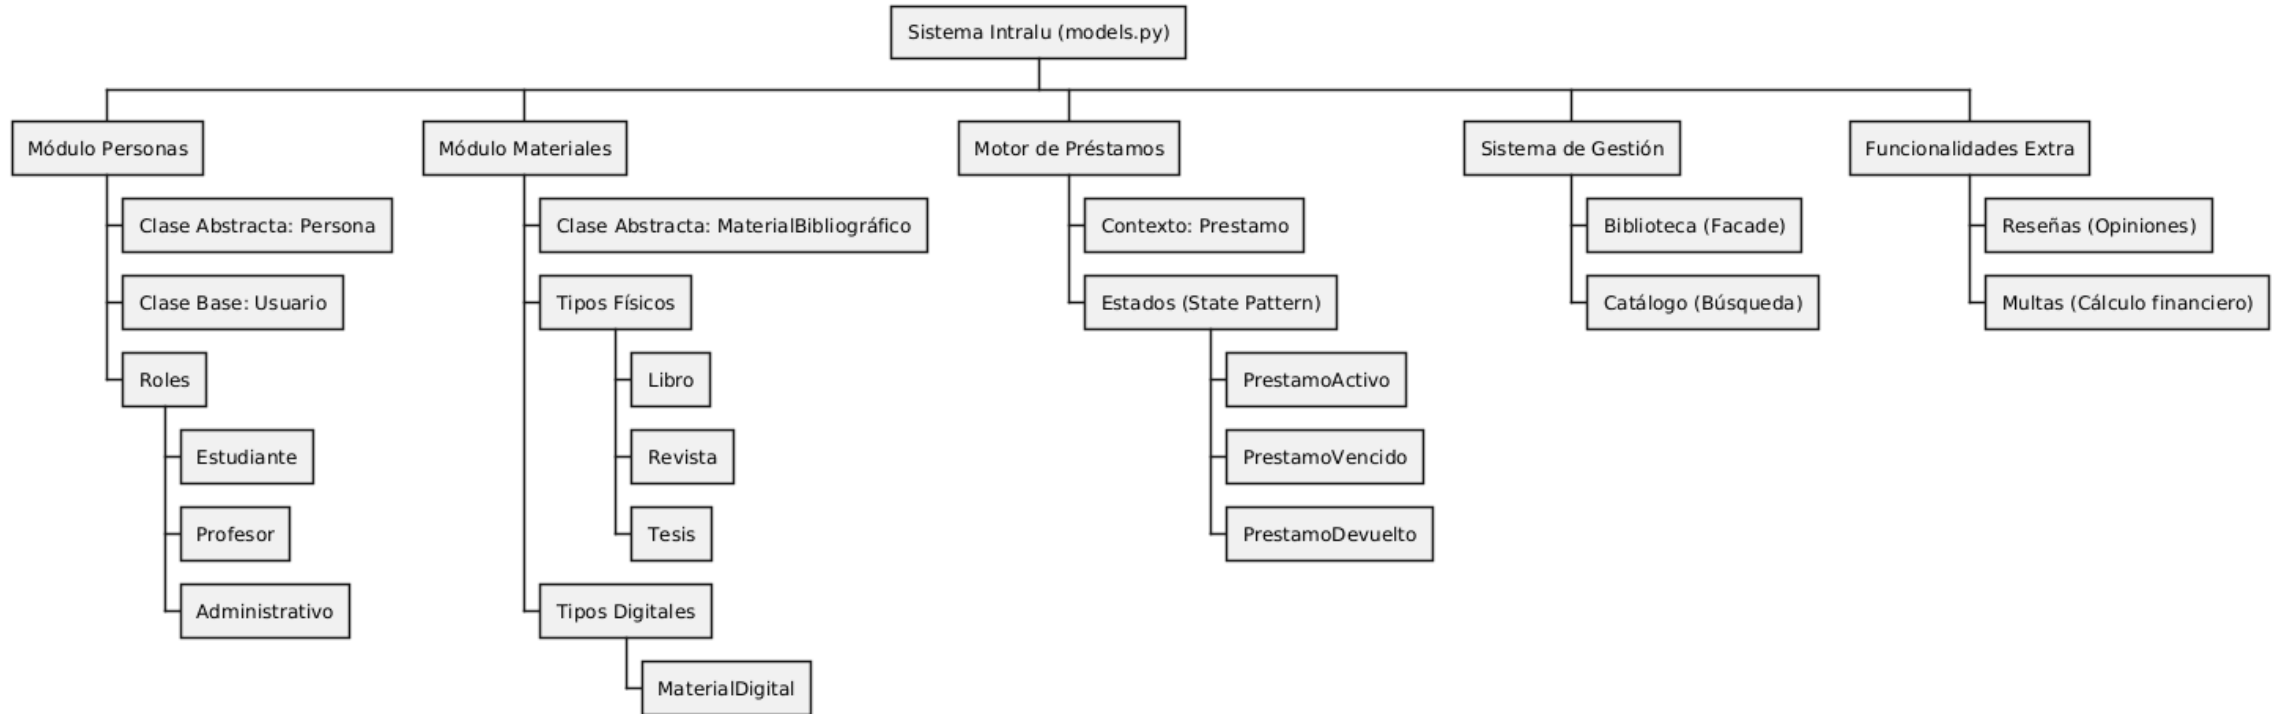 Sistema Intralu (models.py)
Módulo Personas
Clase Abstracta: Persona
Clase Base: Usuario
Roles
Estudiante
Profesor
Administrativo
Módulo Materiales
Clase Abstracta: MaterialBibliográfico
Tipos Físicos
Libro
Revista
Tesis
Tipos Digitales
MaterialDigital
Motor de Préstamos
Contexto: Prestamo
Estados (State Pattern)
PrestamoActivo
PrestamoVencido
PrestamoDevuelto
Sistema de Gestión
Biblioteca (Facade)
Catálogo (Búsqueda)
Funcionalidades Extra
Reseñas (Opiniones)
Multas (Cálculo financiero)